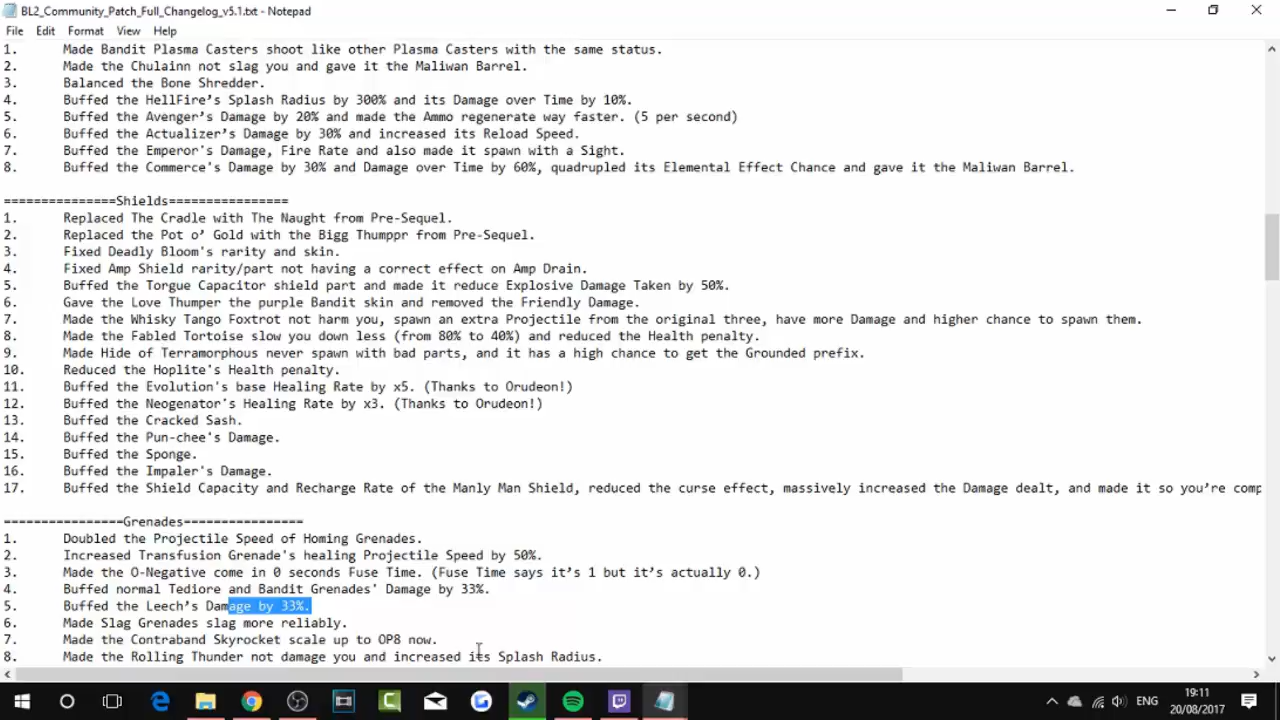 BL2_Community_Patch_Full_Changelog_v5.1.txt - Notepad
File Edit Format View Help
1. Made Bandit Plasma Casters shoot like other Plasma Casters with the same status.
2. Made the Chulainn not slag you and gave it the Maliwan Barrel.
3. Balanced the Bone Shredder.
4. Buffed the HellFire’s Splash Radius by 300% and its Damage over Time by 10%.
5. Buffed the Avenger’s Damage by 20% and made the Ammo regenerate way faster. (5 per second)
6. Buffed the Actualizer’s Damage by 30% and increased its Reload Speed.
7. Buffed the Emperor's Damage, Fire Rate and also made it spawn with a Sight.
8. Buffed the Commerce's Damage by 30% and Damage over Time by 60%, quadrupled its Elemental Effect Chance and gave it the Maliwan Barrel.
===============Shields================
1. Replaced The Cradle with The Naught from Pre-Sequel.
2. Replaced the Pot o’ Gold with the Bigg Thumppr from Pre-Sequel.
3. Fixed Deadly Bloom's rarity and skin.
4. Fixed Amp Shield rarity/part not having a correct effect on Amp Drain.
5. Buffed the Torgue Capacitor shield part and made it reduce Explosive Damage Taken by 50%.
6. Gave the Love Thumper the purple Bandit skin and removed the Friendly Damage.
7. Made the Whisky Tango Foxtrot not harm you, spawn an extra Projectile from the original three, have more Damage and higher chance to spawn them.
8. Made the Fabled Tortoise slow you down less (from 80% to 40%) and reduced the Health penalty.
9. Made Hide of Terramorphous never spawn with bad parts, and it has a high chance to get the Grounded prefix.
10. Reduced the Hoplite's Health penalty.
11. Buffed the Evolution's base Healing Rate by x5. (Thanks to Orudeon!)
12. Buffed the Neogenator’s Healing Rate by x3. (Thanks to Orudeon!)
13. Buffed the Cracked Sash.
14. Buffed the Pun-chee's Damage.
15. Buffed the Sponge.
16. Buffed the Impaler's Damage.
17. Buffed the Shield Capacity and Recharge Rate of the Manly Man Shield, reduced the curse effect, massively increased the Damage dealt, and made it so you’re comp
================Grenades================
1. Doubled the Projectile Speed of Homing Grenades.
2. Increased Transfusion Grenade's healing Projectile Speed by 50%.
3. Made the O-Negative come in 0 seconds Fuse Time. (Fuse Time says it’s 1 but it’s actually 0.)
4. Buffed normal Tediore and Bandit Grenades' Damage by 33%.
5. Buffed the Leech’s Damage by 33%.
6. Made Slag Grenades slag more reliably.
7. Made the Contraband Skyrocket scale up to OP8 now.
8. Made the Rolling Thunder not damage you and increased its Splash Radius.
ENG
19:11
20/08/2017